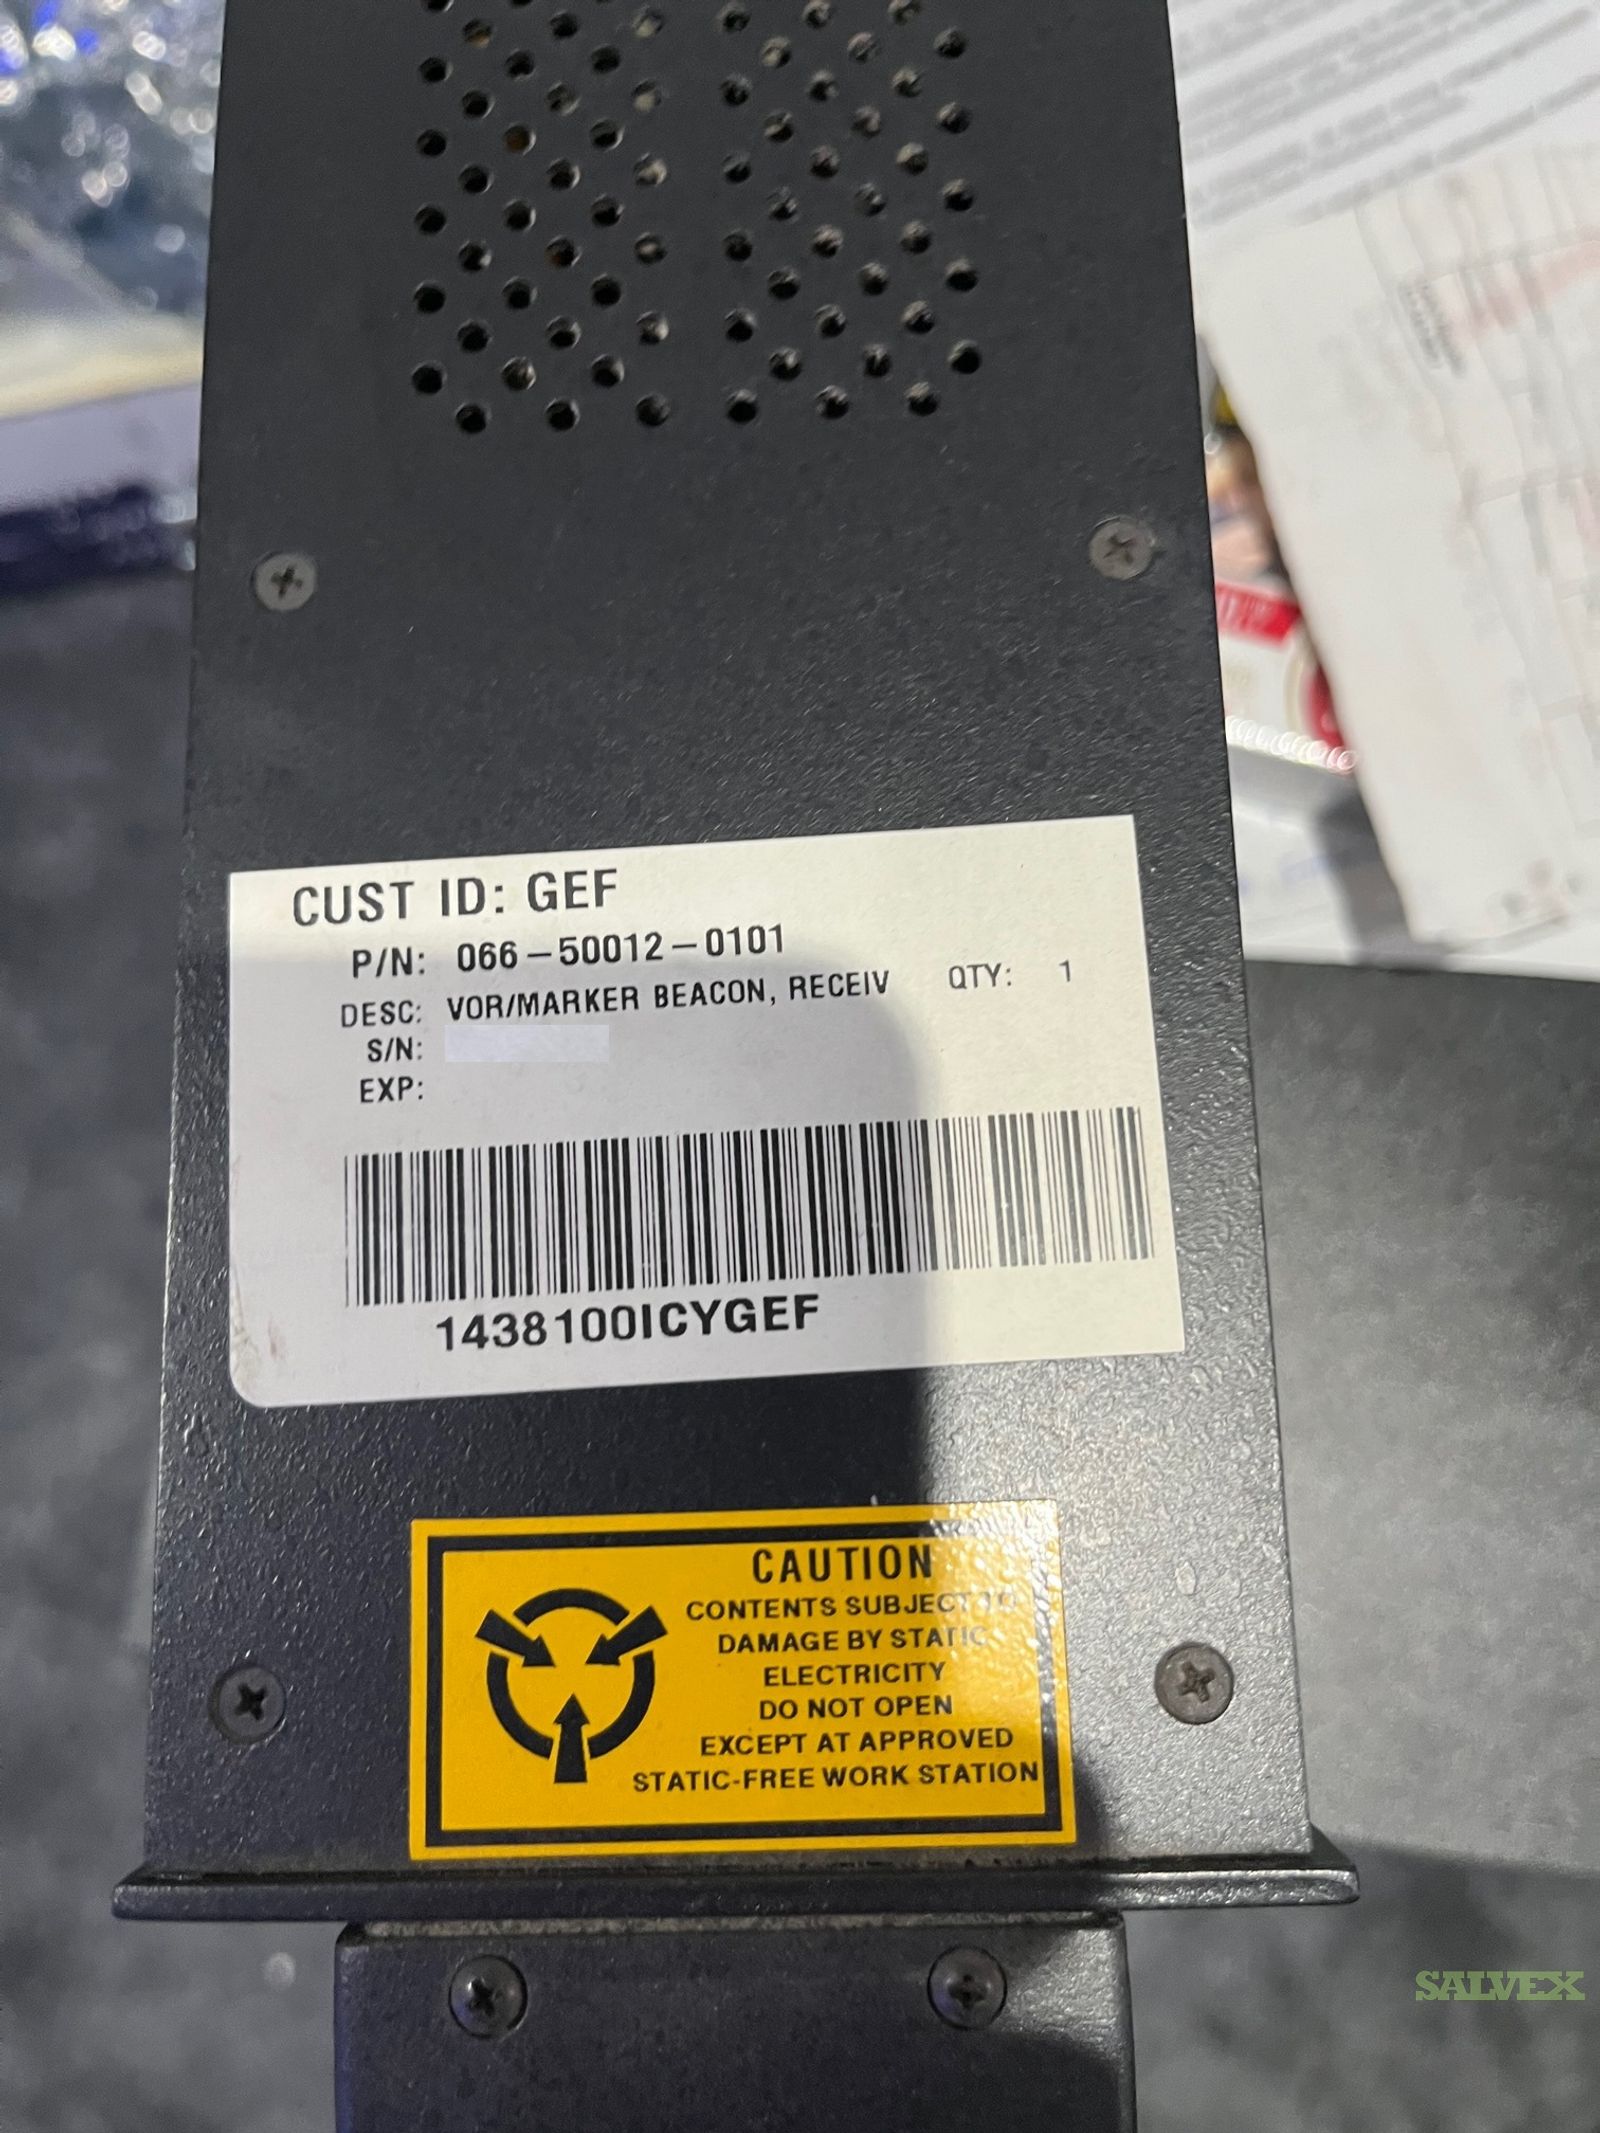 CUST ID: GEF
P/N: 066-50012-0101
DESC: VOR/MARKER BEACON, RECEIV QTY: 1
S/N:
EXP:
1438100ICYGEF
CAUTION
CONTENTS SUBJECT TO
DAMAGE BY STATIC
ELECTRICITY
DO NOT OPEN
EXCEPT AT APPROVED
STATIC-FREE WORK STATION
SALVEX